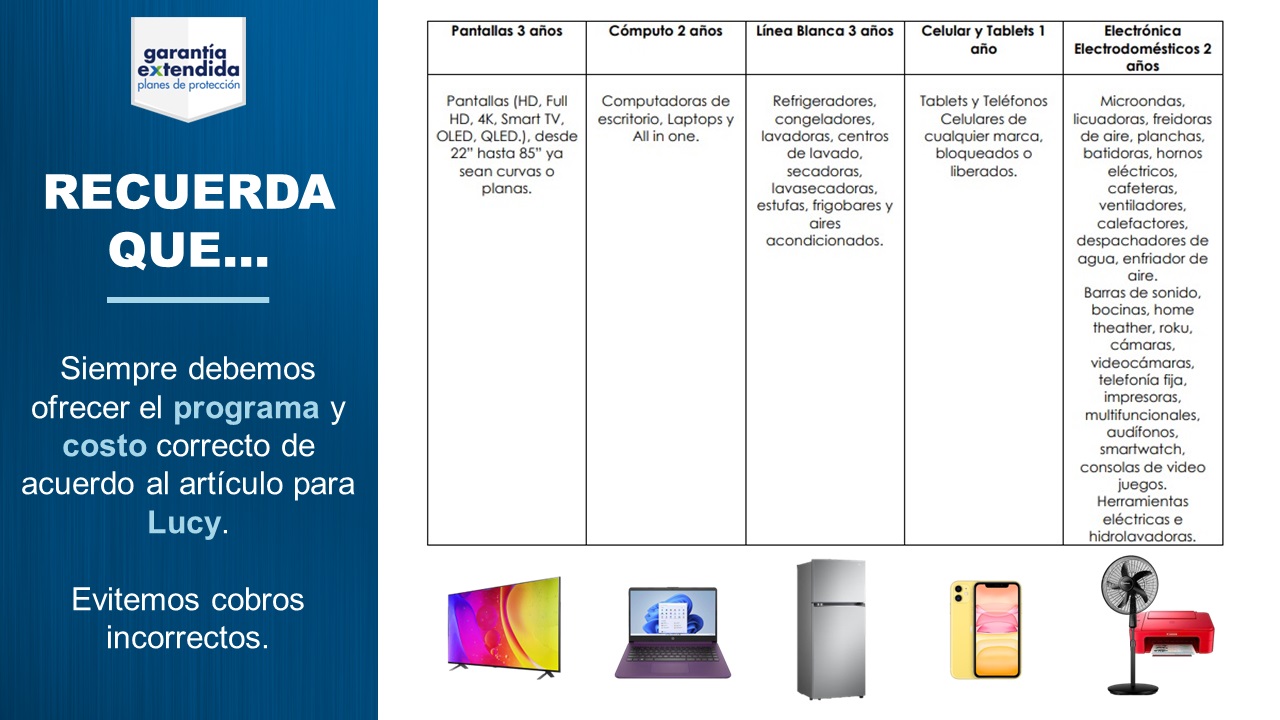 garantía
extendida
planes de protección
RECUERDA
QUE...
Siempre debemos
ofrecer el programa y
costo correcto de
acuerdo al artículo para
Lucy.
Evitemos cobros
incorrectos.
Pantallas 3 años
Pantallas (HD, Full
HD, 4K, Smart TV,
OLED, QLED.), desde
22” hasta 85” ya
sean curvas o
planas.
Cómputo 2 años
Computadoras de
escritorio, Laptops y
All in one.
Línea Blanca 3 años
Refrigeradores,
congeladores,
lavadoras, centros
de lavado,
secadoras,
lavasecadoras,
estufas, frigobares y
aires
acondicionados.
Celular y Tablets 1
año
Tablets y Teléfonos
Celulares de
cualquier marca,
bloqueados o
liberados.
Electrónica
Electrodomésticos 2
años
Microondas,
licuadoras, freidoras
de aire, planchas,
batidoras, hornos
eléctricos,
cafeteras,
ventiladores,
calefactores,
despachadores de
agua, enfriador de
aire.
Barras de sonido,
bocinas, home
theather, roku,
cámaras,
videocámaras,
telefonía fija,
impresoras,
multifuncionales,
audífonos,
smartwatch,
consolas de video
juegos.
Herramientas
eléctricas e
hidrolavadoras.